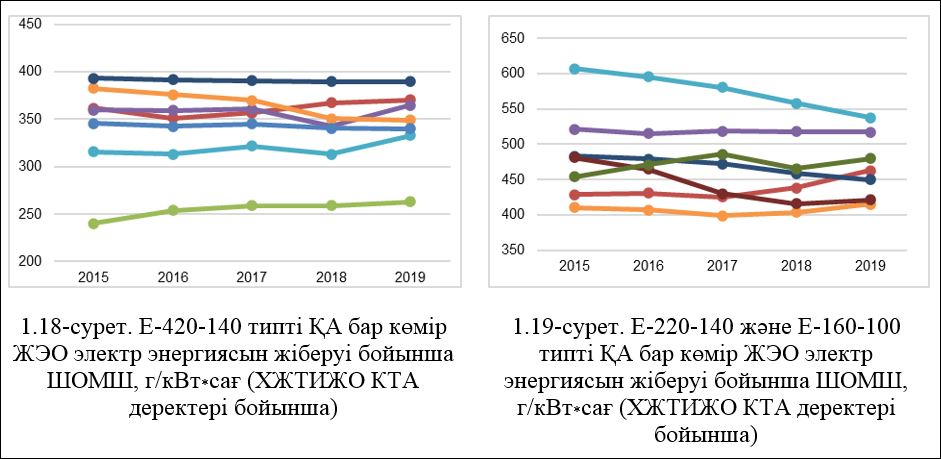 450
400
350
300
250
200
2015 2016 2017 2018 2019
1.18-сурет. Е-420-140 типті ҚА бар көмір
ЖЭО электр энергиясын жіберуі бойынша
ШОМШ, г/кВт*сағ (ХЖТИЖО КТА
деректері бойынша)
650
600
550
500
450
400
350
2015 2016 2017 2018 2019
1.19-сурет. Е-220-140 және Е-160-100
типті ҚА бар көмір ЖЭО электр
энергиясын жіберуі бойынша ШОМШ,
г/кВт*сағ (ХЖТИЖО КТА деректері
бойынша)